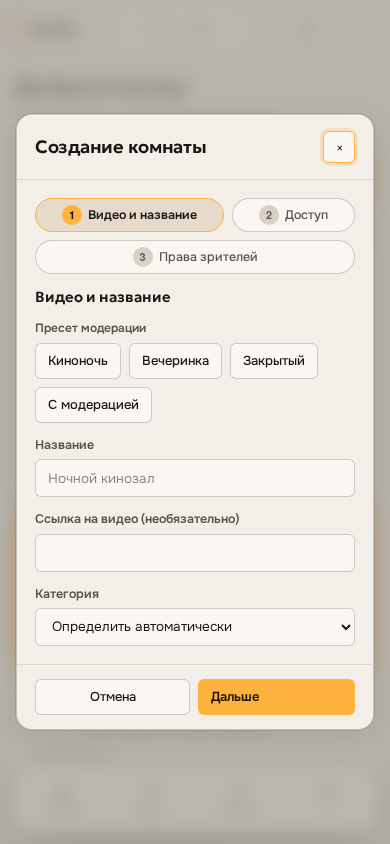 Создание комнаты
×
1 Видео и название
2 Доступ
3 Права зрителей
Видео и название
Пресет модерации
Киноночь
Вечеринка
Закрытый
С модерацией
Название
Ночной кинозал
Ссылка на видео (необязательно)
Категория
Определить автоматически
Отмена
Дальше